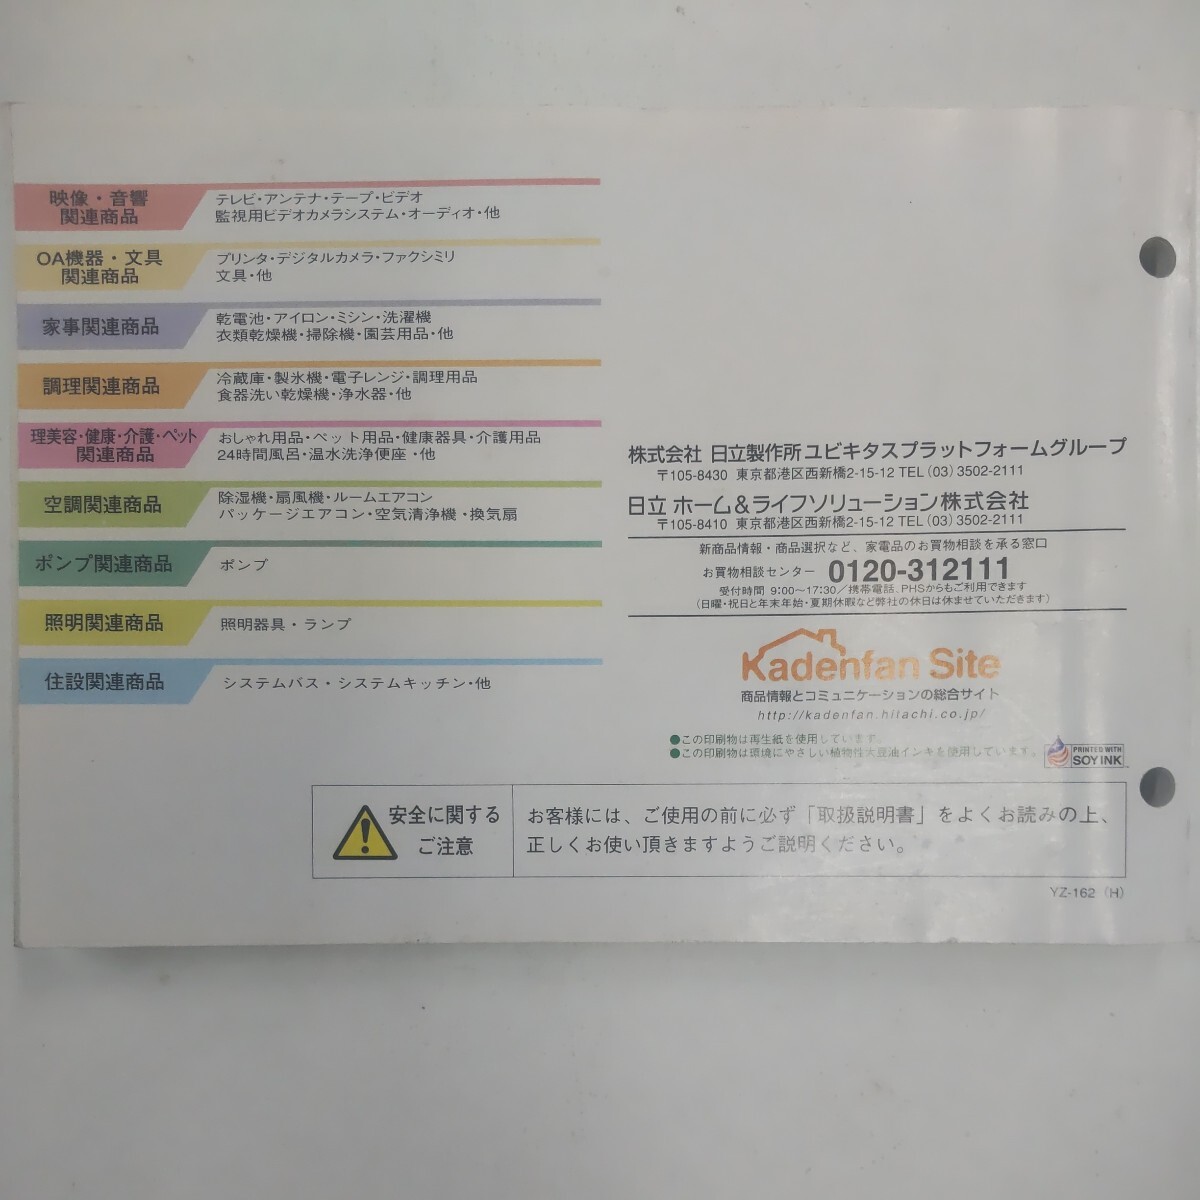 映像・音響
関連商品
テレビ・アンテナ・テープ・ビデオ
監視用ビデオカメラシステム・オーディオ・他
OA機器・文具
関連商品
プリンタ・デジタルカメラ・ファクシミリ
文具・他
家事関連商品
乾電池・アイロン・ミシン・洗濯機
衣類乾燥機・掃除機・園芸用品・他
調理関連商品
冷蔵庫・製氷機・電子レンジ・調理用品
食器洗い乾燥機・浄水器・他
理美容・健康・介護・ペット
関連商品
おしゃれ用品・ペット用品・健康器具・介護用品
24時間風呂・温水洗浄便座・他
空調関連商品
除湿機・扇風機・ルームエアコン
パッケージエアコン・空気清浄機・換気扇
ポンプ関連商品
ポンプ
照明関連商品
照明器具・ランプ
住設関連商品
システムバス・システムキッチン・他
株式会社 日立製作所 ユビキタスプラットフォームグループ
〒105-8430 東京都港区西新橋2-15-12 TEL(03)3502-2111
日立 ホーム&ライフソリューション株式会社
〒105-8410 東京都港区西新橋2-15-12 TEL(03)3502-2111
新商品情報・商品選択など、家電品のお買物相談を承る窓口
お買物相談センター 0120-312111
受付時間 9:00〜17:30/携帯電話、PHSからもご利用できます
(日曜・祝日と年末年始・夏期休暇など弊社の休日は休ませていただきます)
Kadenfan Site
商品情報とコミュニケーションの総合サイト
http://kadenfan.hitachi.co.jp/
●この印刷物は再生紙を使用しています。
●この印刷物は環境にやさしい植物性大豆油インキを使用しています。
PRINTED WITH
SOY INK
安全に関する
ご注意
お客様には、ご使用の前に必ず「取扱説明書」をよくお読みの上、
正しくお使い頂きますようご説明ください。
YZ-162 (H)